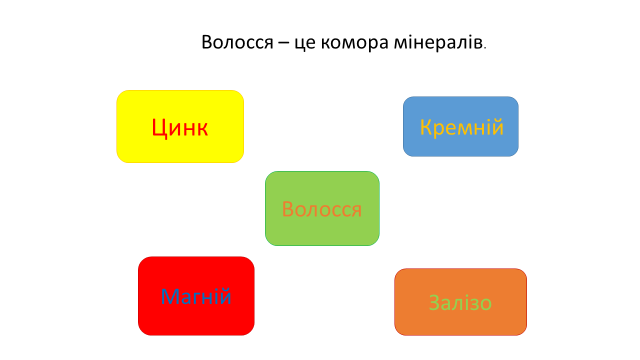 Волосся – це комора мінералів.
Цинк
Кремній
Волосся
Магній
Залізо